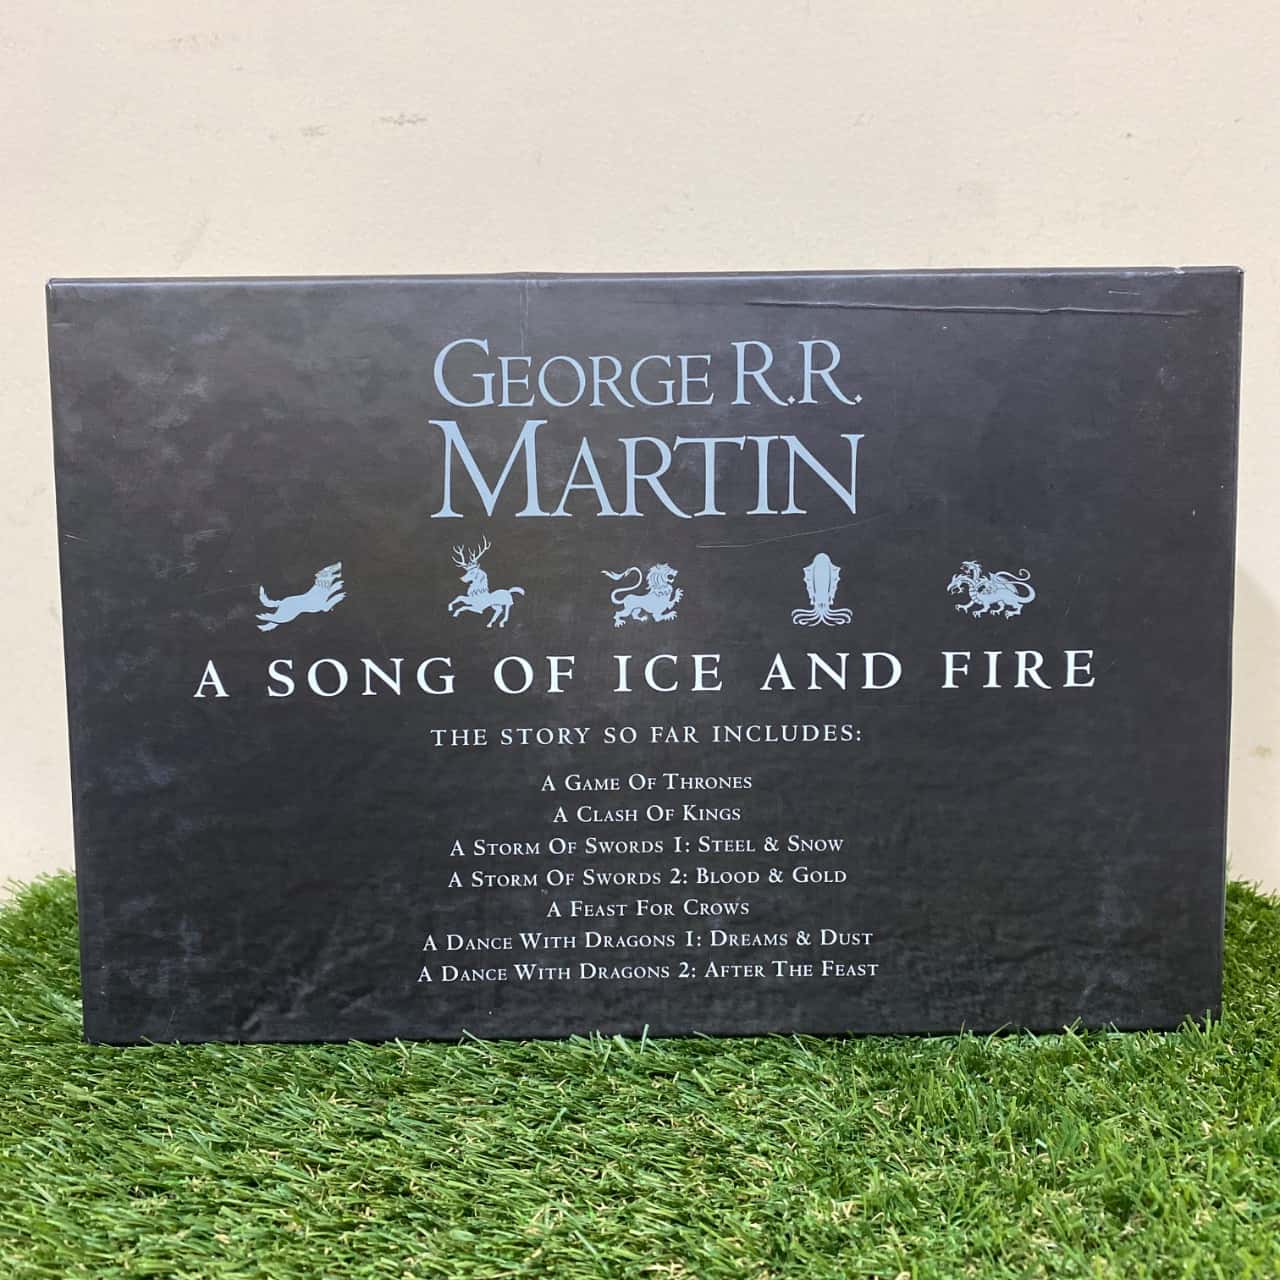 GEORGE R.R.
MARTIN
A SONG OF ICE AND FIRE
THE STORY SO FAR INCLUDES:
A GAME OF THRONES
A CLASH OF KINGS
A STORM OF SWORDS 1: STEEL & SNOW
A STORM OF SWORDS 2: BLOOD & GOLD
A FEAST FOR CROWS
A DANCE WITH DRAGONS 1: DREAMS & DUST
A DANCE WITH DRAGONS 2: AFTER THE FEAST